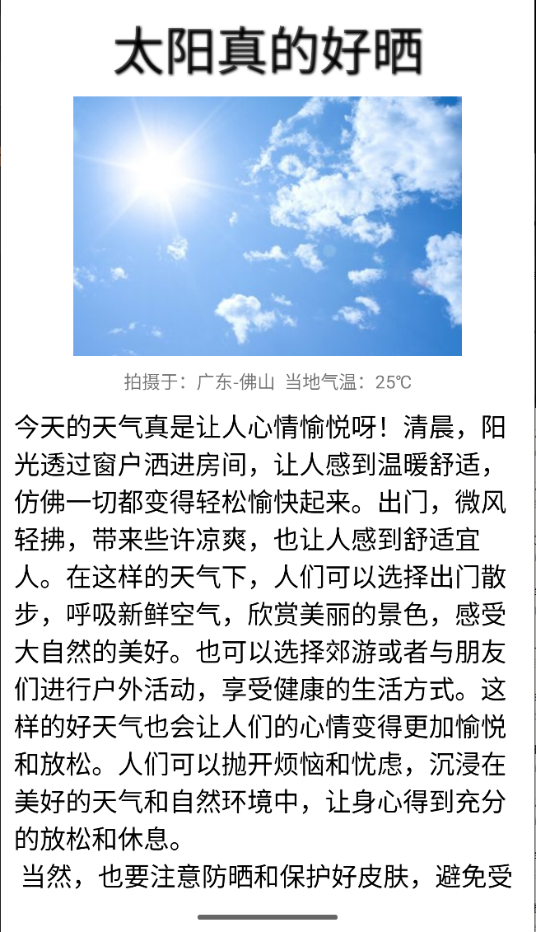 太阳真的好晒
拍摄于：广东-佛山 当地气温：25℃
今天的天气真是让人心情愉悦呀！清晨，阳
光透过窗户洒进房间，让人感到温暖舒适，
仿佛一切都变得轻松愉快起来。出门，微风
轻拂，带来些许凉爽，也让人感到舒适宜
人。在这样的天气下，人们可以选择出门散
步，呼吸新鲜空气，欣赏美丽的景色，感受
大自然的美好。也可以选择郊游或者与朋友
们进行户外活动，享受健康的生活方式。这
样的好天气也会让人们的心情变得更加愉悦
和放松。人们可以抛开烦恼和忧虑，沉浸在
美好的天气和自然环境中，让身心得到充分
的放松和休息。
当然，也要注意防晒和保护好皮肤，避免受